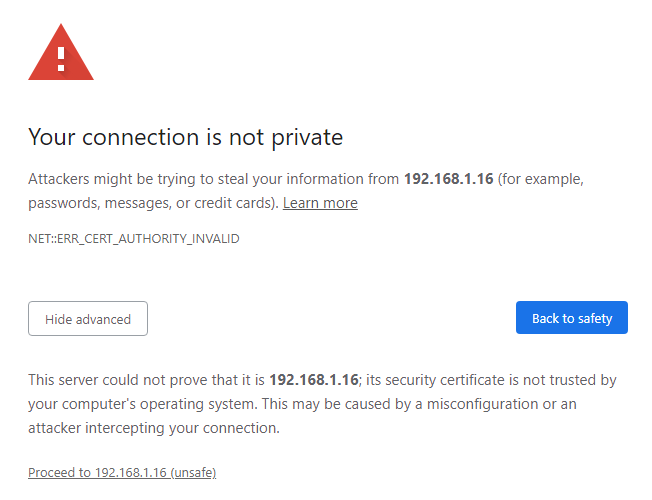 Your connection is not private
Attackers might be trying to steal your information from 192.168.1.16 (for example,
passwords, messages, or credit cards). Learn more
NET::ERR_CERT_AUTHORITY_INVALID
Hide advanced
Back to safety
This server could not prove that it is 192.168.1.16; its security certificate is not trusted by
your computer's operating system. This may be caused by a misconfiguration or an
attacker intercepting your connection.
Proceed to 192.168.1.16 (unsafe)